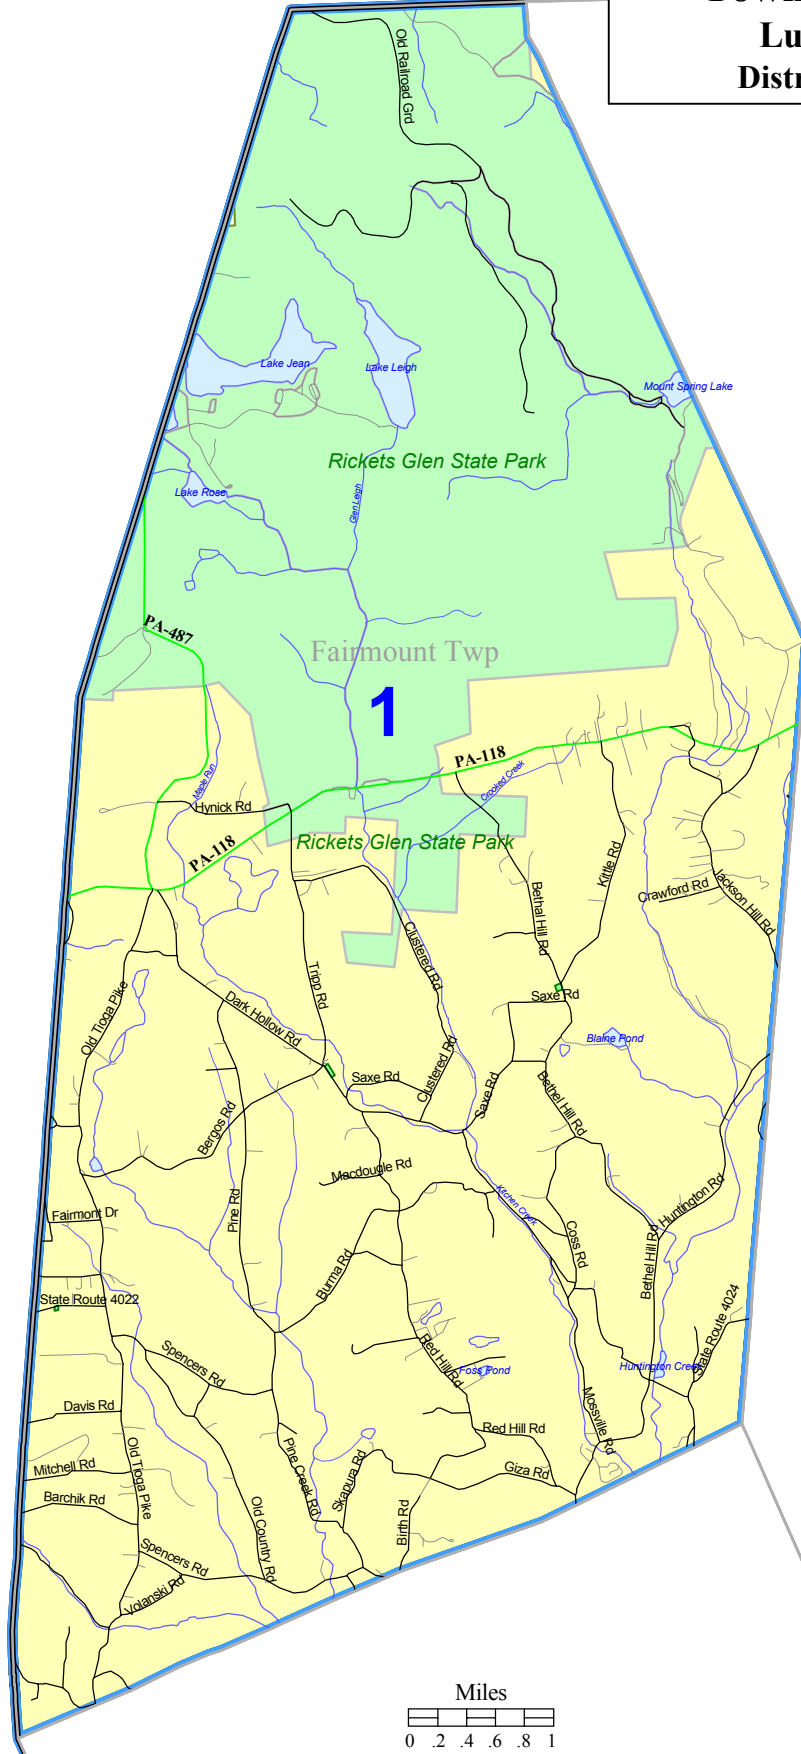 Lu
Distr
Old Railroad Grd
Lake Jean
Lake Leigh
Mount Spring Lake
Rickets Glen State Park
Lake Rose
Glen Leigh
PA-487
Fairmount Twp
1
PA-118
Maple Run
Crooked Creek
Hynick Rd
PA-118
Rickets Glen State Park
Kittle Rd
Crawford Rd
Jackson Hill Rd
Bethal Hill Rd
Clustered Rd
Tripp Rd
Old Tioga Pike
Dark Hollow Rd
Saxe Rd
Blaine Pond
Saxe Rd
Clustered Rd
Saxe Rd
Bethel Hill Rd
Bergos Rd
Macdougle Rd
Pine Rd
Kitchen Creek
Huntington Rd
Fairmont Dr
Coss Rd
Bethel Hill Rd
Burma Rd
State Route 4022
State Route 4024
Spencers Rd
Red Hill Rd
Foss Pond
Huntington Creek
Davis Rd
Mossville Rd
Red Hill Rd
Old Tioga Pike
Pine Creek Rd
Skapura Rd
Mitchell Rd
Giza Rd
Barchik Rd
Old Country Rd
Birth Rd
Spencers Rd
Volanski Rd
Miles
0 .2 .4 .6 .8 1